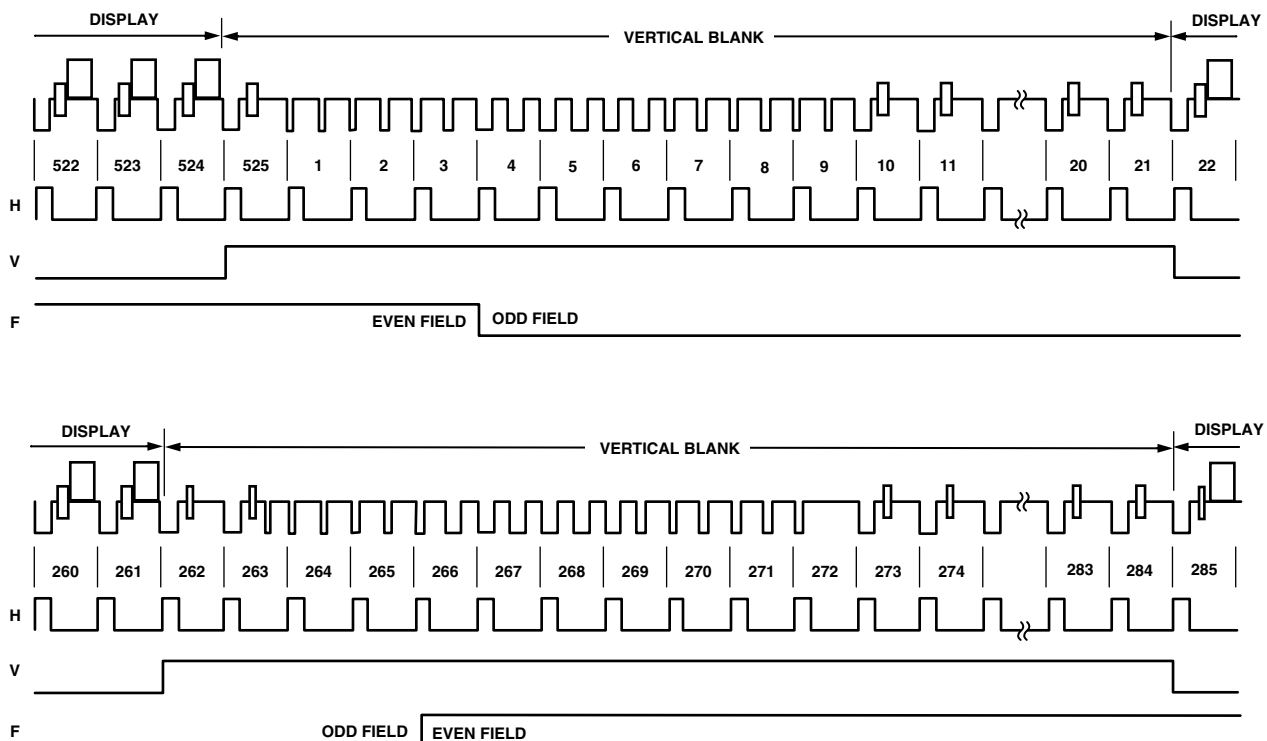 DISPLAY VERTICAL BLANK DISPLAY
522 523 524 525 1 2 3 4 5 6 7 8 9 10 11 20 21 22
H
V
F EVEN FIELD ODD FIELD
DISPLAY VERTICAL BLANK DISPLAY
260 261 262 263 264 265 266 267 268 269 270 271 272 273 274 283 284 285
H
V
F ODD FIELD EVEN FIELD